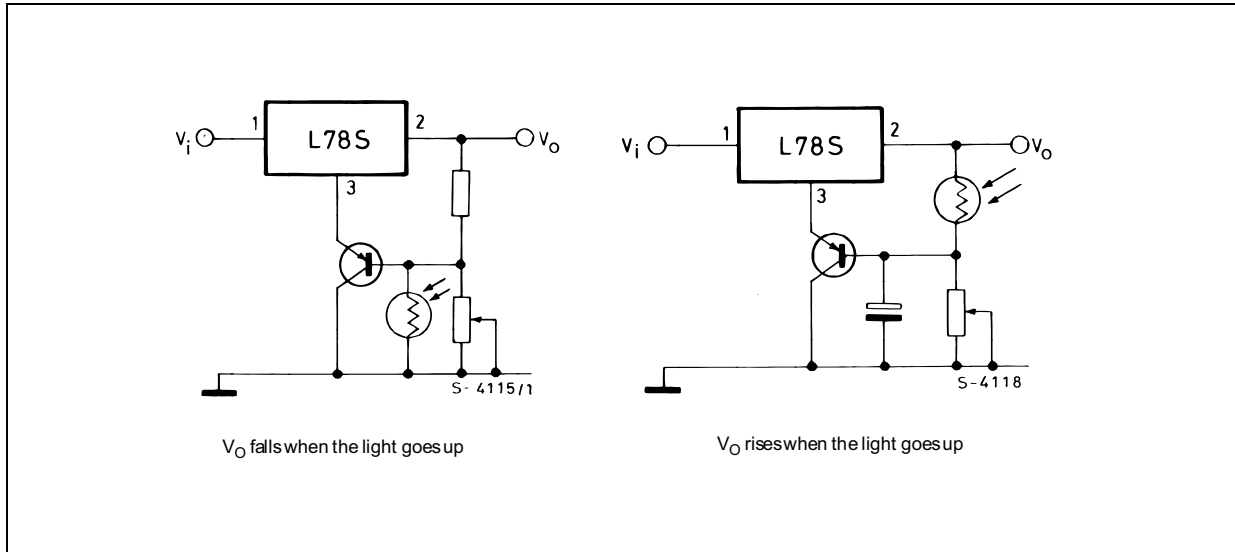 1 L78S 2
Vi Vo
3
S-4115/1
VO falls when the light goes up
1 L78S 2
Vi Vo
3
S-4118
VO rises when the light goes up